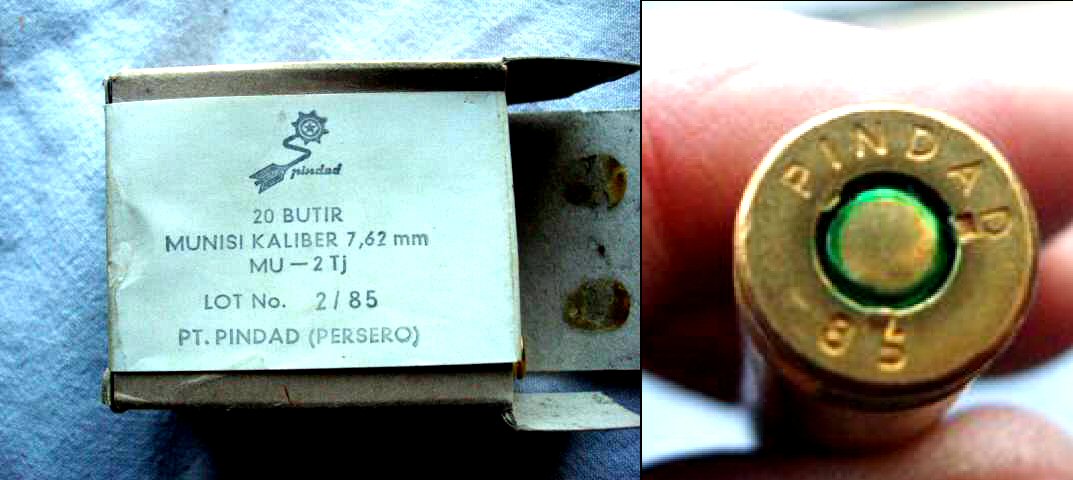 pindad
20 BUTIR
MUNISI KALIBER 7,62 mm
MU — 2 Tj
LOT No. 2 / 85
PT. PINDAD (PERSERO)
PINDAD
85